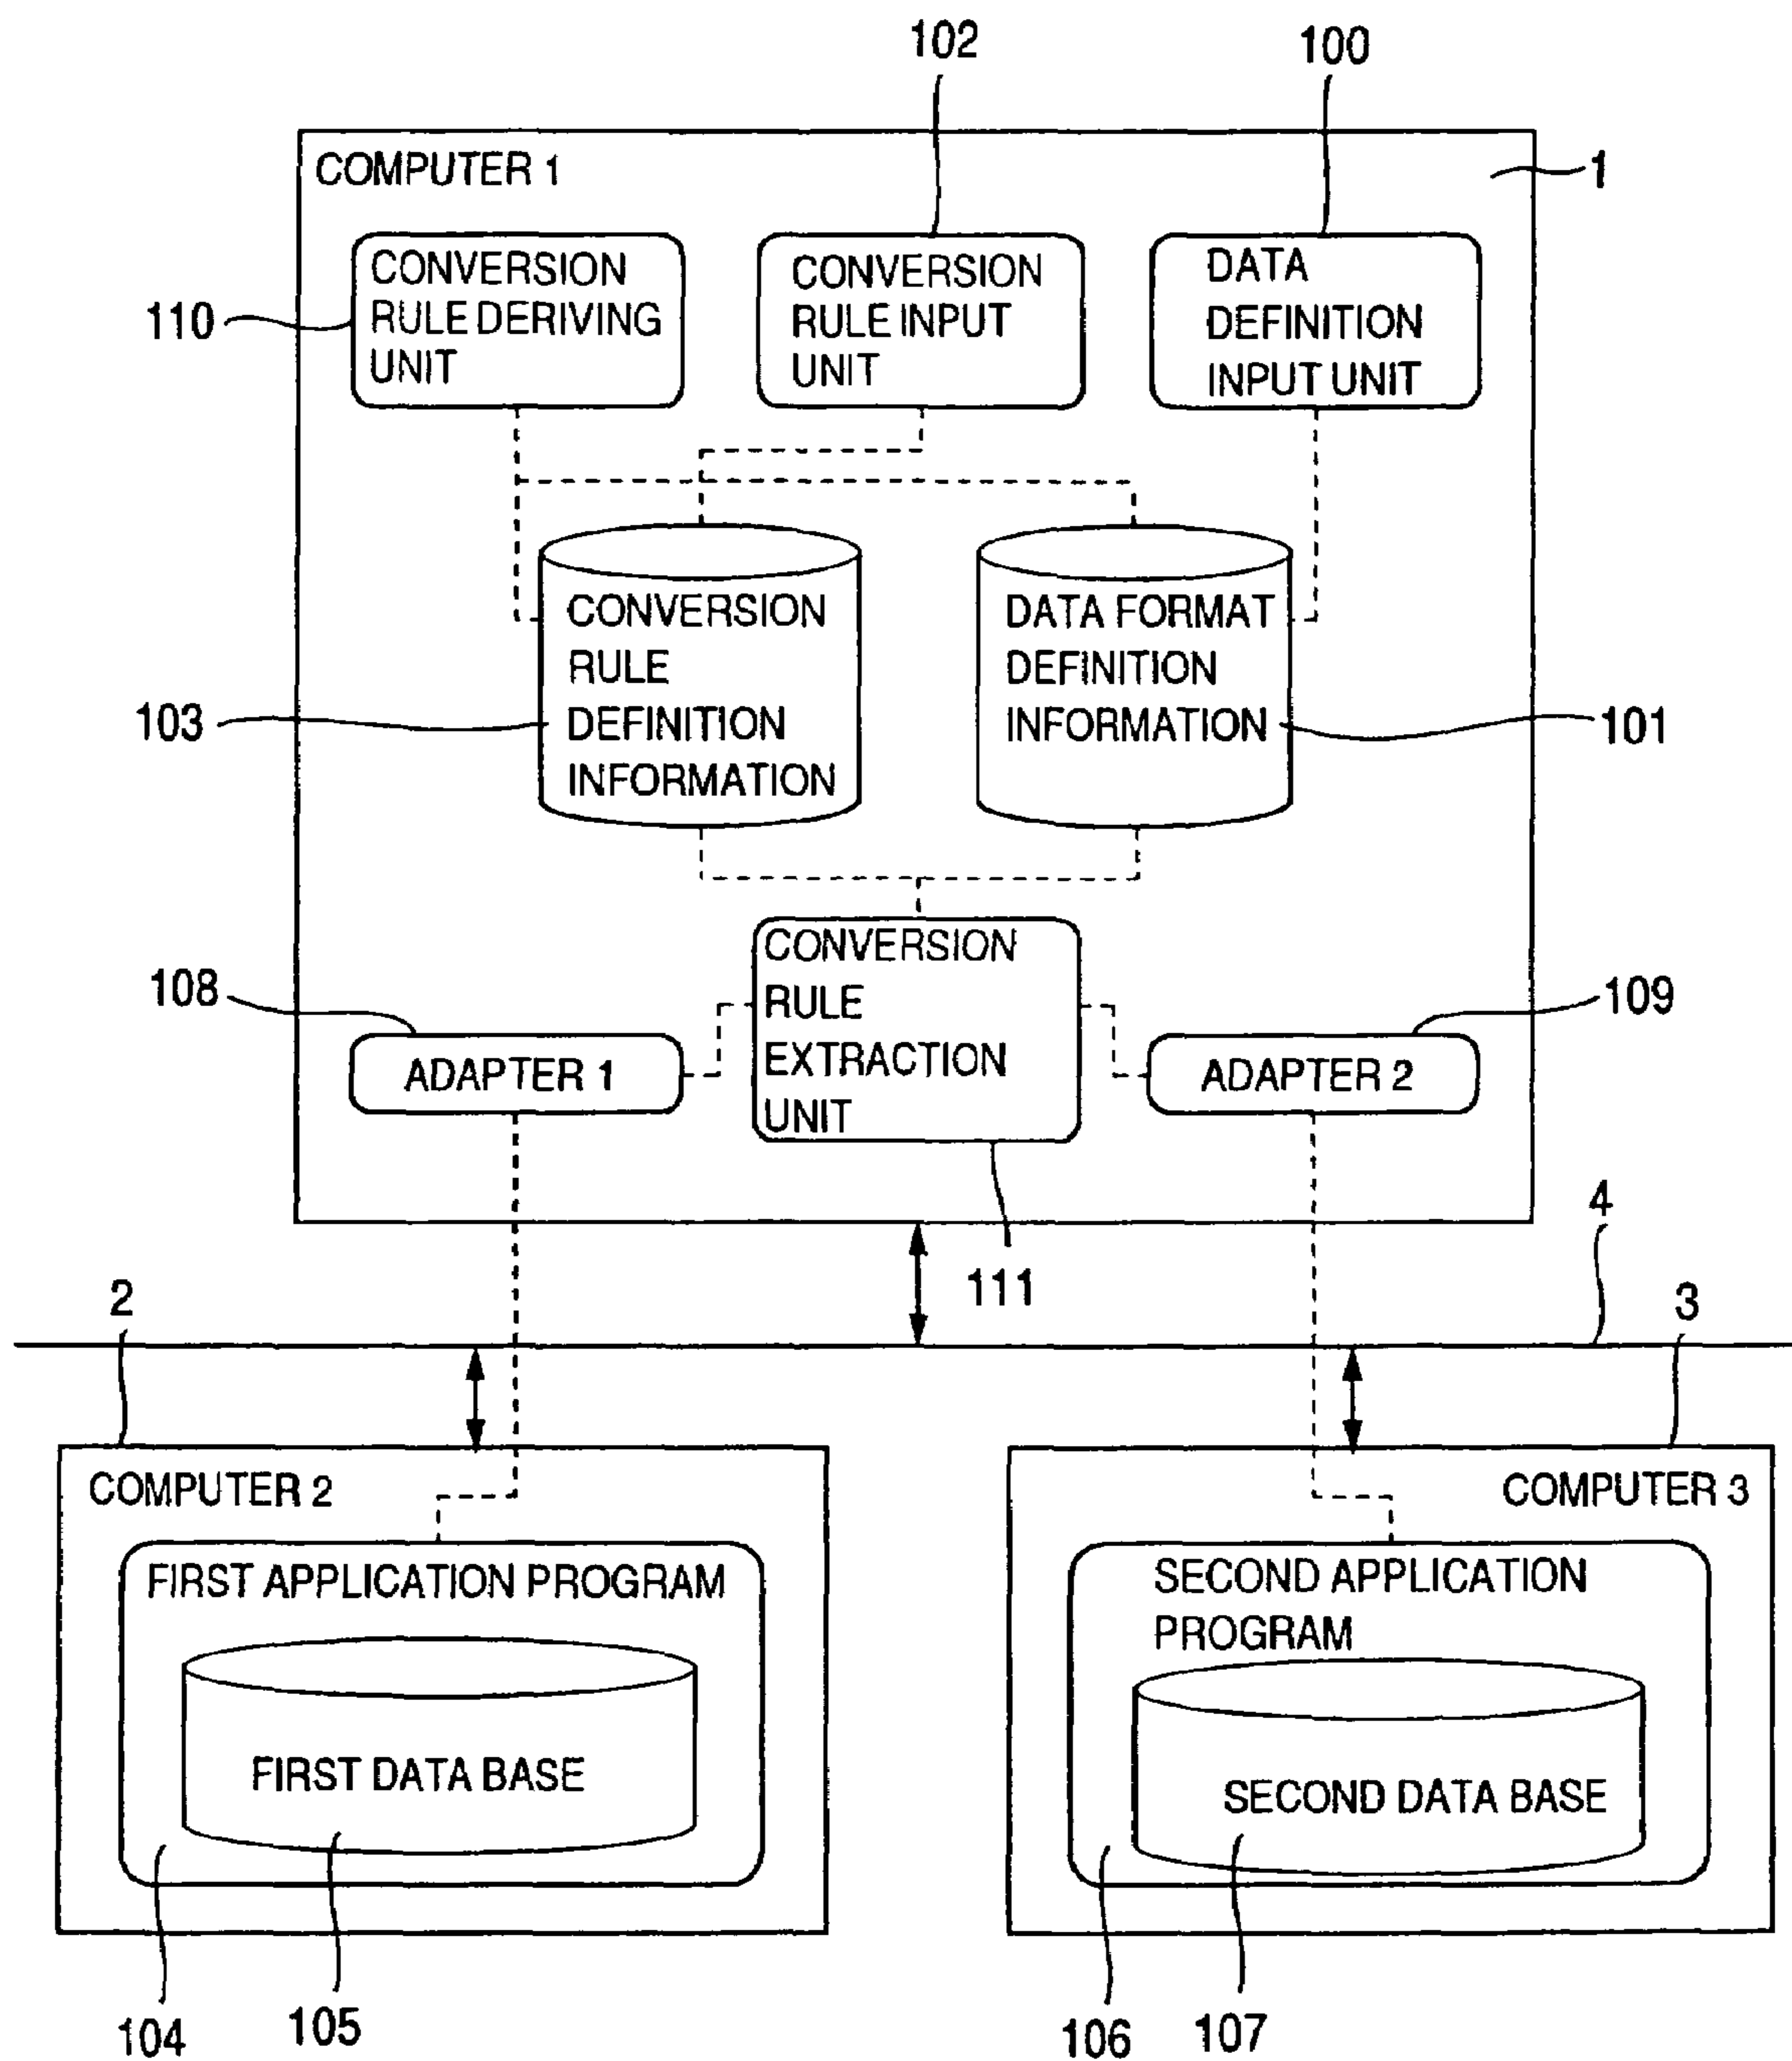 102
100
COMPUTER 1
1
CONVERSION
RULE DERIVING
UNIT
110
CONVERSION
RULE INPUT
UNIT
DATA
DEFINITION
INPUT UNIT
CONVERSION
RULE
DEFINITION
INFORMATION
103
DATA FORMAT
DEFINITION
INFORMATION
101
CONVERSION
RULE
EXTRACTION
UNIT
108
109
ADAPTER 1
ADAPTER 2
111
4
2
3
COMPUTER 2
COMPUTER 3
FIRST APPLICATION PROGRAM
FIRST DATA BASE
SECOND APPLICATION
PROGRAM
SECOND DATA BASE
104
105
106
107